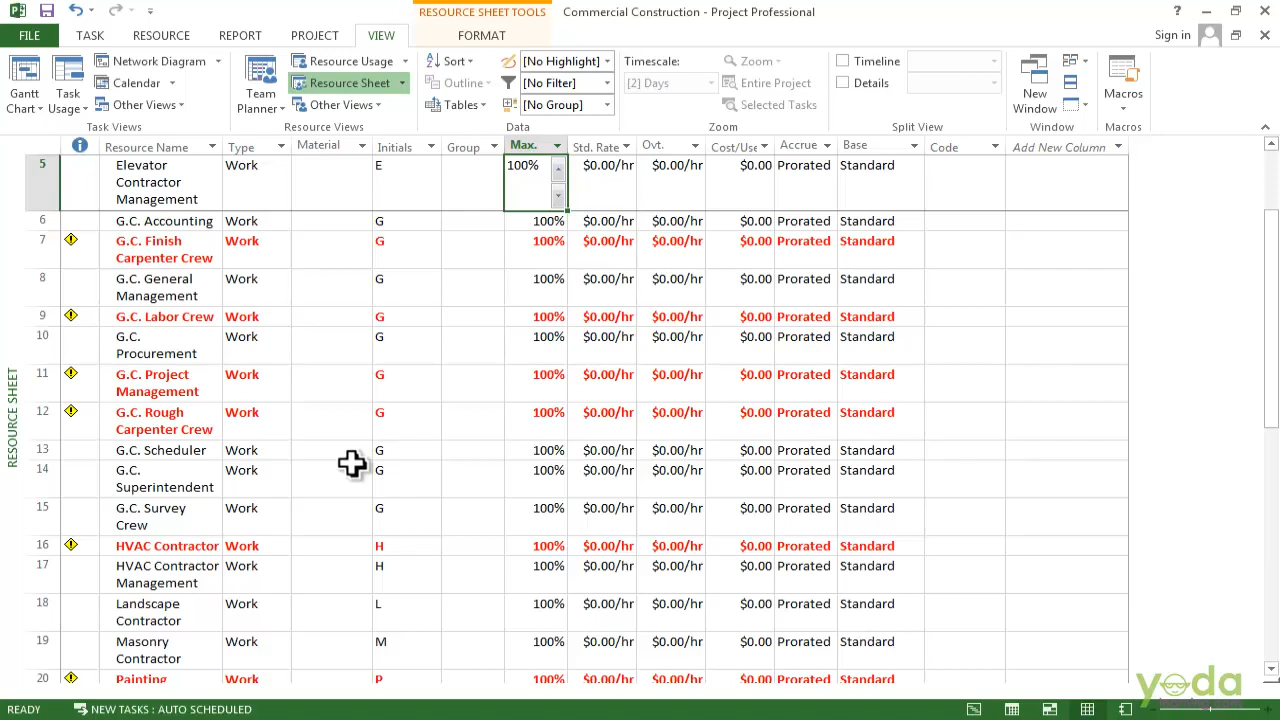 RESOURCE SHEET TOOLS
Commercial Construction - Project Professional
FILE TASK RESOURCE REPORT PROJECT VIEW FORMAT Sign in
Gantt Chart
Task Usage
Network Diagram
Calendar
Other Views
Task Views
Team Planner
Resource Usage
Resource Sheet
Other Views
Resource Views
Sort
Outline
Tables
[No Highlight]
[No Filter]
[No Group]
Data
Timescale:
[2] Days
Zoom
Entire Project
Selected Tasks
Zoom
Timeline
Details
Split View
New Window
Window
Macros
Macros
Resource Name Type Material Initials Group Max. Std. Rate Ovt. Cost/Use Accrue Base Code Add New Column
5 Elevator Work E 100% $0.00/hr $0.00/hr $0.00 Prorated Standard
Contractor
Management
6 G.C. Accounting Work G 100% $0.00/hr $0.00/hr $0.00 Prorated Standard
7 G.C. Finish Work G 100% $0.00/hr $0.00/hr $0.00 Prorated Standard
Carpenter Crew
8 G.C. General Work G 100% $0.00/hr $0.00/hr $0.00 Prorated Standard
Management
9 G.C. Labor Crew Work G 100% $0.00/hr $0.00/hr $0.00 Prorated Standard
10 G.C. Work G 100% $0.00/hr $0.00/hr $0.00 Prorated Standard
Procurement
11 G.C. Project Work G 100% $0.00/hr $0.00/hr $0.00 Prorated Standard
Management
12 G.C. Rough Work G 100% $0.00/hr $0.00/hr $0.00 Prorated Standard
Carpenter Crew
13 G.C. Scheduler Work G 100% $0.00/hr $0.00/hr $0.00 Prorated Standard
14 G.C. Work G 100% $0.00/hr $0.00/hr $0.00 Prorated Standard
Superintendent
15 G.C. Survey Work G 100% $0.00/hr $0.00/hr $0.00 Prorated Standard
Crew
16 HVAC Contractor Work H 100% $0.00/hr $0.00/hr $0.00 Prorated Standard
17 HVAC Contractor Work H 100% $0.00/hr $0.00/hr $0.00 Prorated Standard
Management
18 Landscape Work L 100% $0.00/hr $0.00/hr $0.00 Prorated Standard
Contractor
19 Masonry Work M 100% $0.00/hr $0.00/hr $0.00 Prorated Standard
Contractor
20 Painting Work P 100% $0.00/hr $0.00/hr $0.00 Prorated Standard
RESOURCE SHEET
yoda
READY NEW TASKS : AUTO SCHEDULED